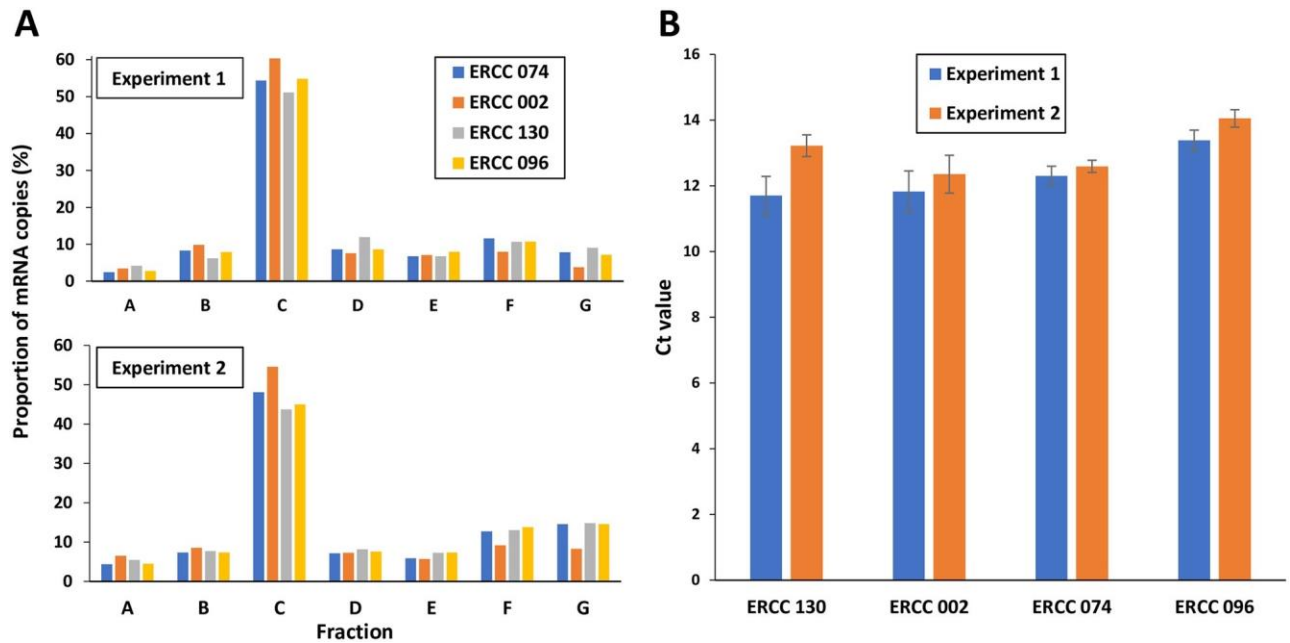 A
Proportion of mRNA copies (%)
60
50
40
30
20
10
0
Experiment 1
ERCC 074
ERCC 002
ERCC 130
ERCC 096
A B C D E F G
60
50
40
30
20
10
0
Experiment 2
A B C D E F G
Fraction
B
Ct value
16
14
12
10
8
6
4
2
0
Experiment 1
Experiment 2
ERCC 130 ERCC 002 ERCC 074 ERCC 096